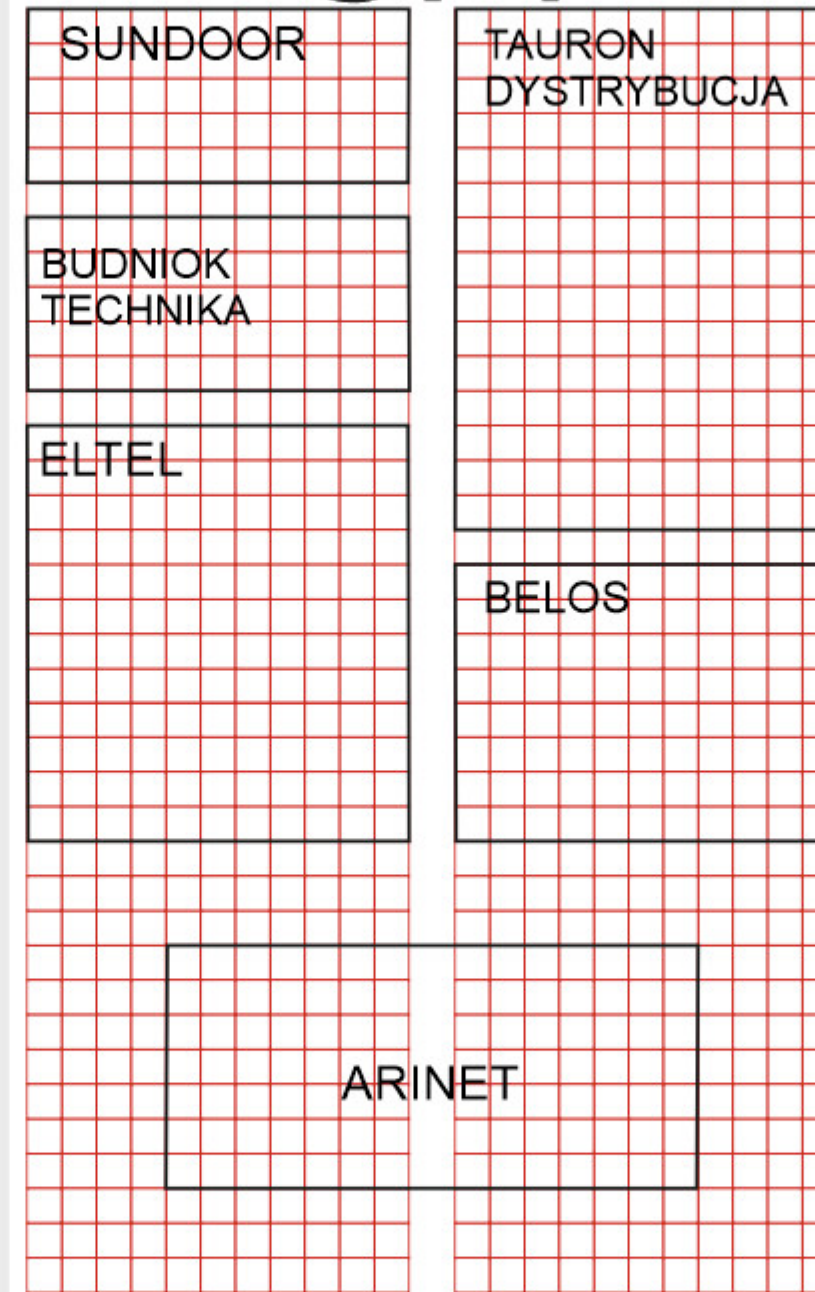 SUNDOOR
TAURON
DYSTRYBUCJA
BUDNIOK
TECHNIKA
ELTEL
BELOS
ARINET